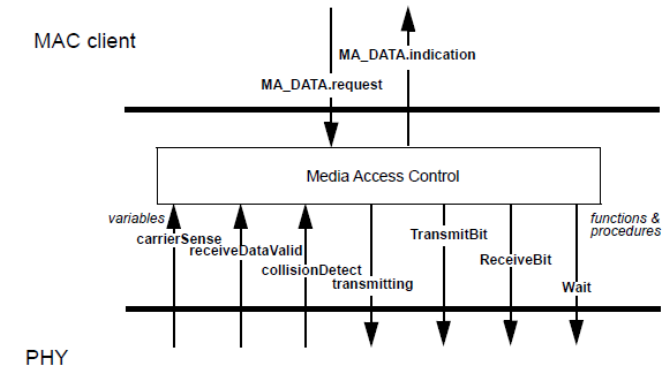 MAC client
MA_DATA.indication
MA_DATA.request
Media Access Control
variables
functions &
procedures
carrierSense
TransmitBit
receiveDataValid
ReceiveBit
collisionDetect
transmitting
Wait
PHY